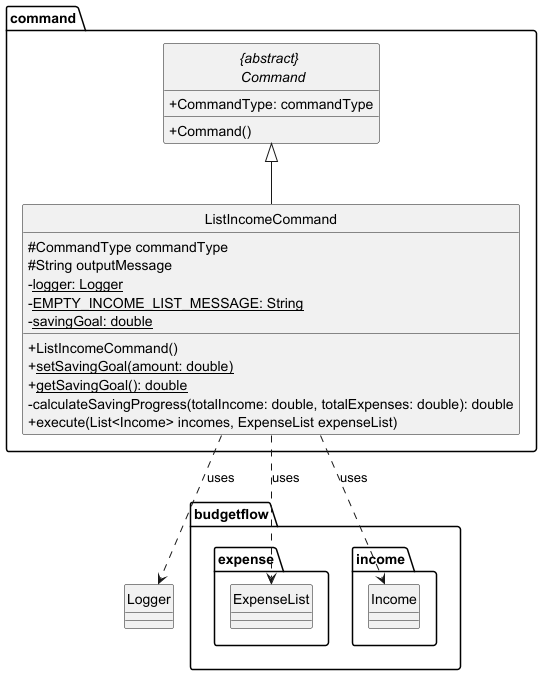 command
{abstract}
Command
+CommandType: commandType
+Command()
ListIncomeCommand
#CommandType commandType
#String outputMessage
-logger: Logger
-EMPTY_INCOME_LIST_MESSAGE: String
-savingGoal: double
+ListIncomeCommand()
+setSavingGoal(amount: double)
+getSavingGoal(): double
-calculateSavingProgress(totalIncome: double, totalExpenses: double): double
+execute(List<Income> incomes, ExpenseList expenseList)
uses uses uses
budgetflow
expense income
Logger ExpenseList Income